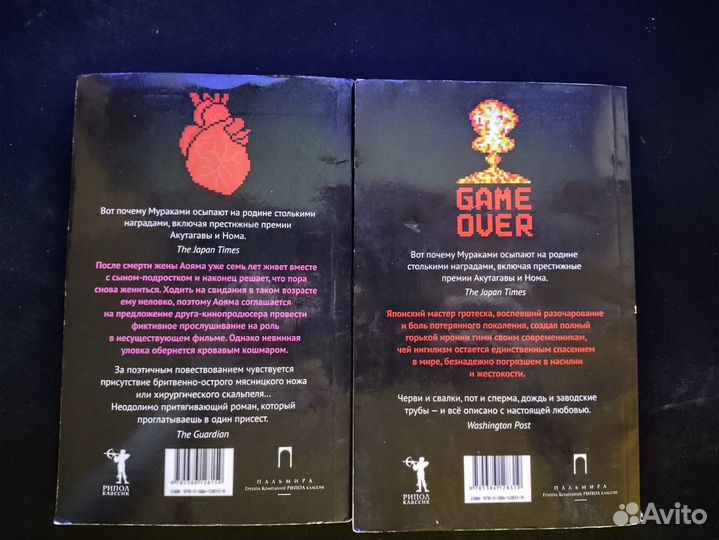 Вот почему Мураками осыпают на родине столькими
наградами, включая престижные премии
Акутагавы и Нома.
The Japan Times
После смерти жены Аояма уже семь лет живет вместе
с сыном-подростком и наконец решает, что пора
снова жениться. Ходить на свидания в таком возрасте
ему неловко, поэтому Аояма соглашается
на предложение друга-кинопродюсера провести
фиктивное прослушивание на роль
в несуществующем фильме. Однако невинная
уловка обернется кровавым кошмаром.
За поэтичным повествованием чувствуется
присутствие бритвенно-острого мясницкого ножа
или хирургического скальпеля...
Неодолимо притягивающий роман, который
проглатываешь в один присест.
The Guardian
РИПОЛ
КЛАССИК
ПАЛЬМИРА
Группа Компаний РИПОЛ классик
GAME
OVER
Вот почему Мураками осыпают на родине
столькими наградами, включая престижные
премии Акутагавы и Нома.
The Japan Times
Японский мастер гротеска, воспевший разочарование
и боль потерянного поколения, создал полный
горькой иронии гимн своим современникам,
чей нигилизм остается единственным спасением
в мире, безнадежно погрязшем в насилии
и жестокости.
Черви и свалки, пот и сперма, дождь и заводские
трубы — и всё описано с настоящей любовью.
Washington Post
РИПОЛ
КЛАССИК
ПАЛЬМИРА
Группа Компаний РИПОЛ классик
Avito